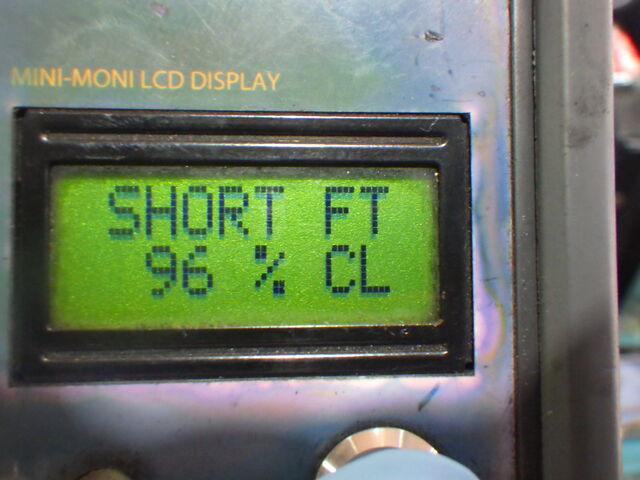 MINI-MONI LCD DISPLAY
SHORT FT
96 % CL